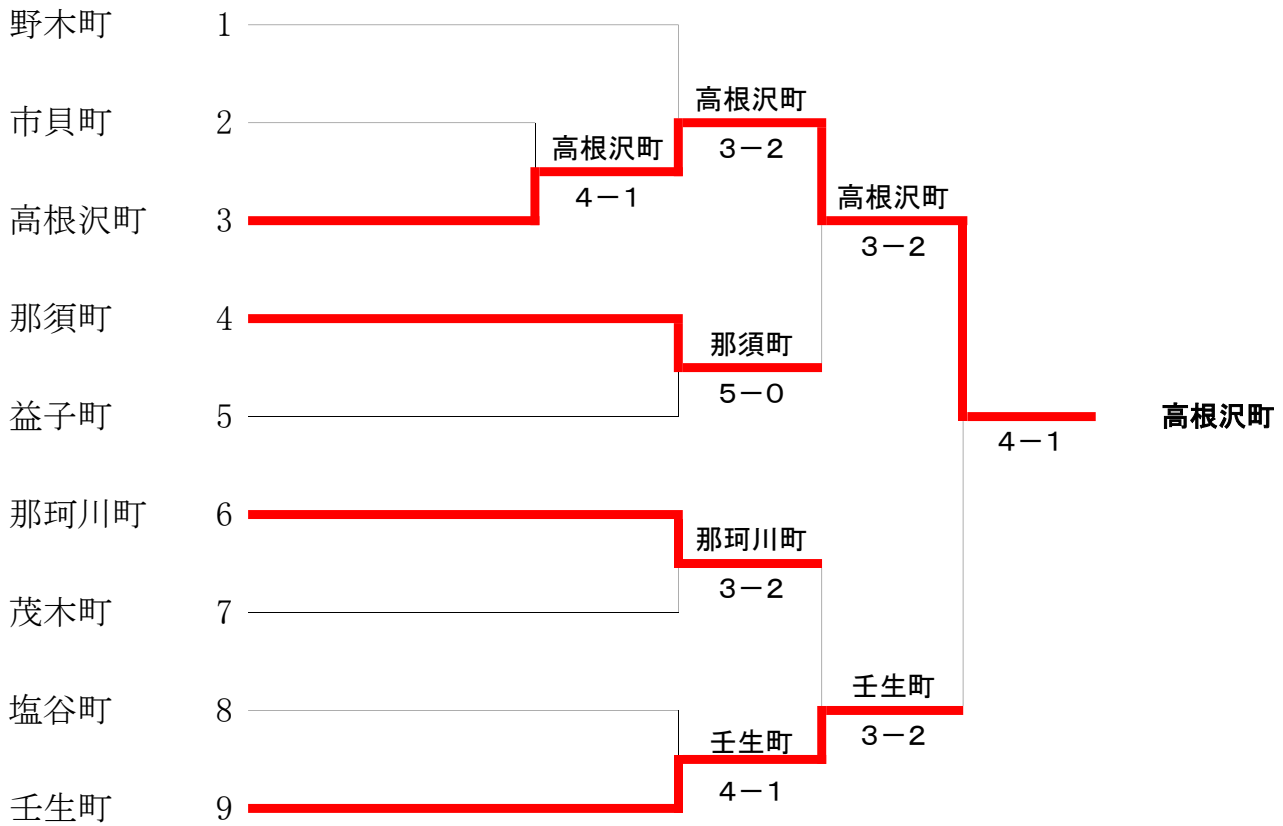 野木町 1
市貝町 2
高根沢町 3
那須町 4
益子町 5
那珂川町 6
茂木町 7
塩谷町 8
壬生町 9
高根沢町
4−1
高根沢町
3−2
那須町
5−0
那珂川町
3−2
壬生町
4−1
高根沢町
3−2
壬生町
3−2
4−1
高根沢町